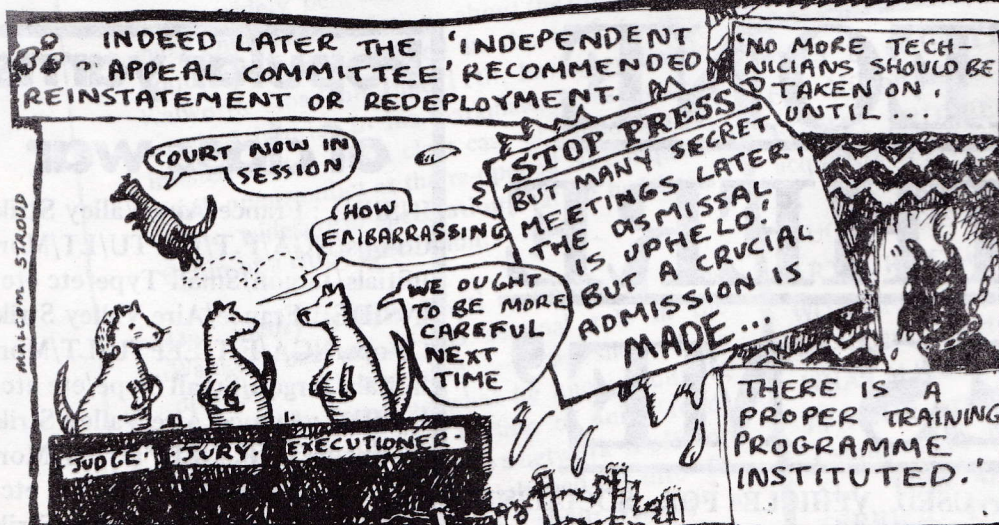 INDEED LATER THE 'INDEPENDENT
APPEAL COMMITTEE' RECOMMENDED
REINSTATEMENT OR REDEPLOYMENT.
COURT NOW IN
SESSION
HOW
EMBARRASSING
WE OUGHT
TO BE MORE
CAREFUL
NEXT
TIME
JUDGE.
JURY.
EXECUTIONER.
MALCOLM STROUD
STOP PRESS
BY MANY SECRET
MEETINGS LATER,
THE DISMISSAL
IS UPHELD!
BUT A CRUCIAL
ADMISSION IS
MADE...
'NO MORE TECH-
NICIANS SHOULD BE
TAKEN ON,
UNTIL
THERE IS A
PROPER TRAINING
PROGRAMME
INSTITUTED.'